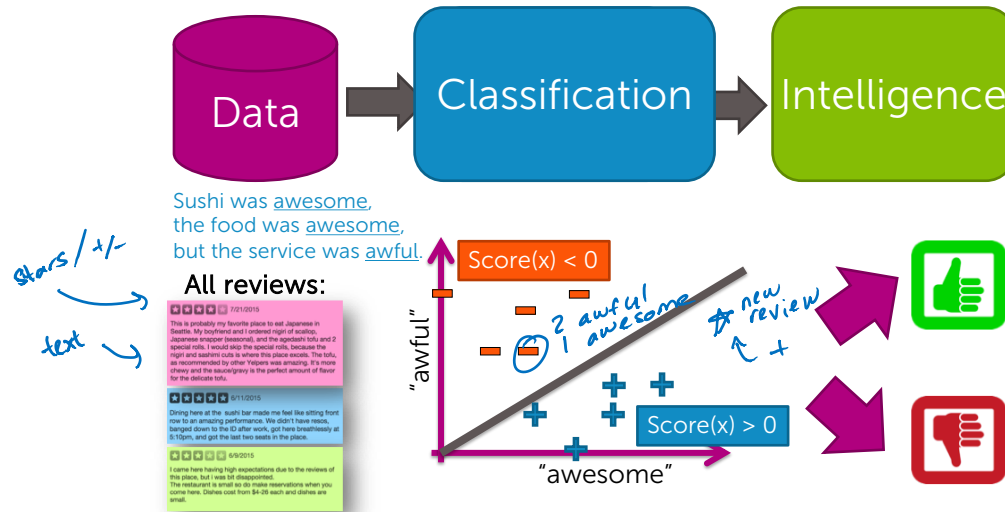 Data
Classification
Intelligence
Sushi was awesome,
the food was awesome,
but the service was awful.
stars/+/-
text
All reviews:
7/21/2015
This is probably my favorite place to eat Japanese in
Seattle. My boyfriend and I ordered nigiri of scallop,
Japanese snapper (seasonal), and the agedashi tofu and 2
special rolls. I would skip the special rolls, because the
nigiri and sashimi cuts is where this place excels. The tofu,
as recommended by other Yelpers was amazing. It's more
chewy and the sauce/gravy is the perfect amount of flavor
for the delicate tofu.
6/11/2015
Dining here at the sushi bar made me feel like sitting front
row to an amazing performance. We didn't have resos,
banged down to the ID after work, got here breathlessly at
5:10pm, and got the last two seats in the place.
6/9/2015
I came here having high expectations due to the reviews of
this place, but i was bit disappointed.
The restaurant is small so do make reservations when you
come here. Dishes cost from $4-28 each and dishes are
small.
Score(x) < 0
2 awful
1 awesome
new
review
+
Score(x) > 0
"awful"
"awesome"